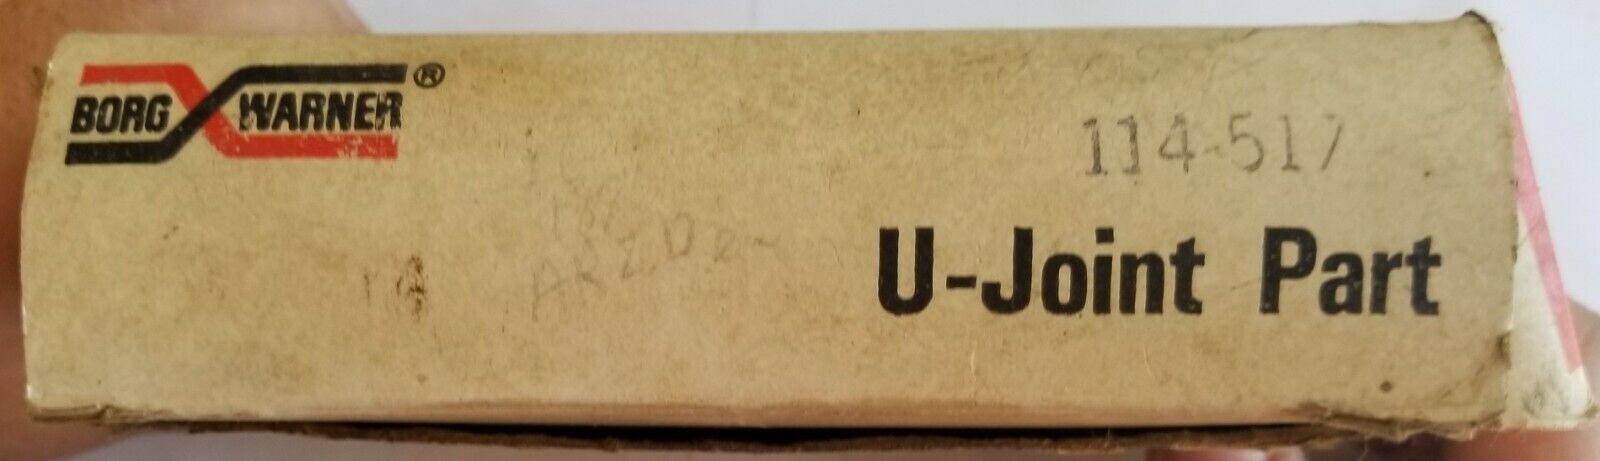 BORG WARNER®
114-517
U-Joint Part